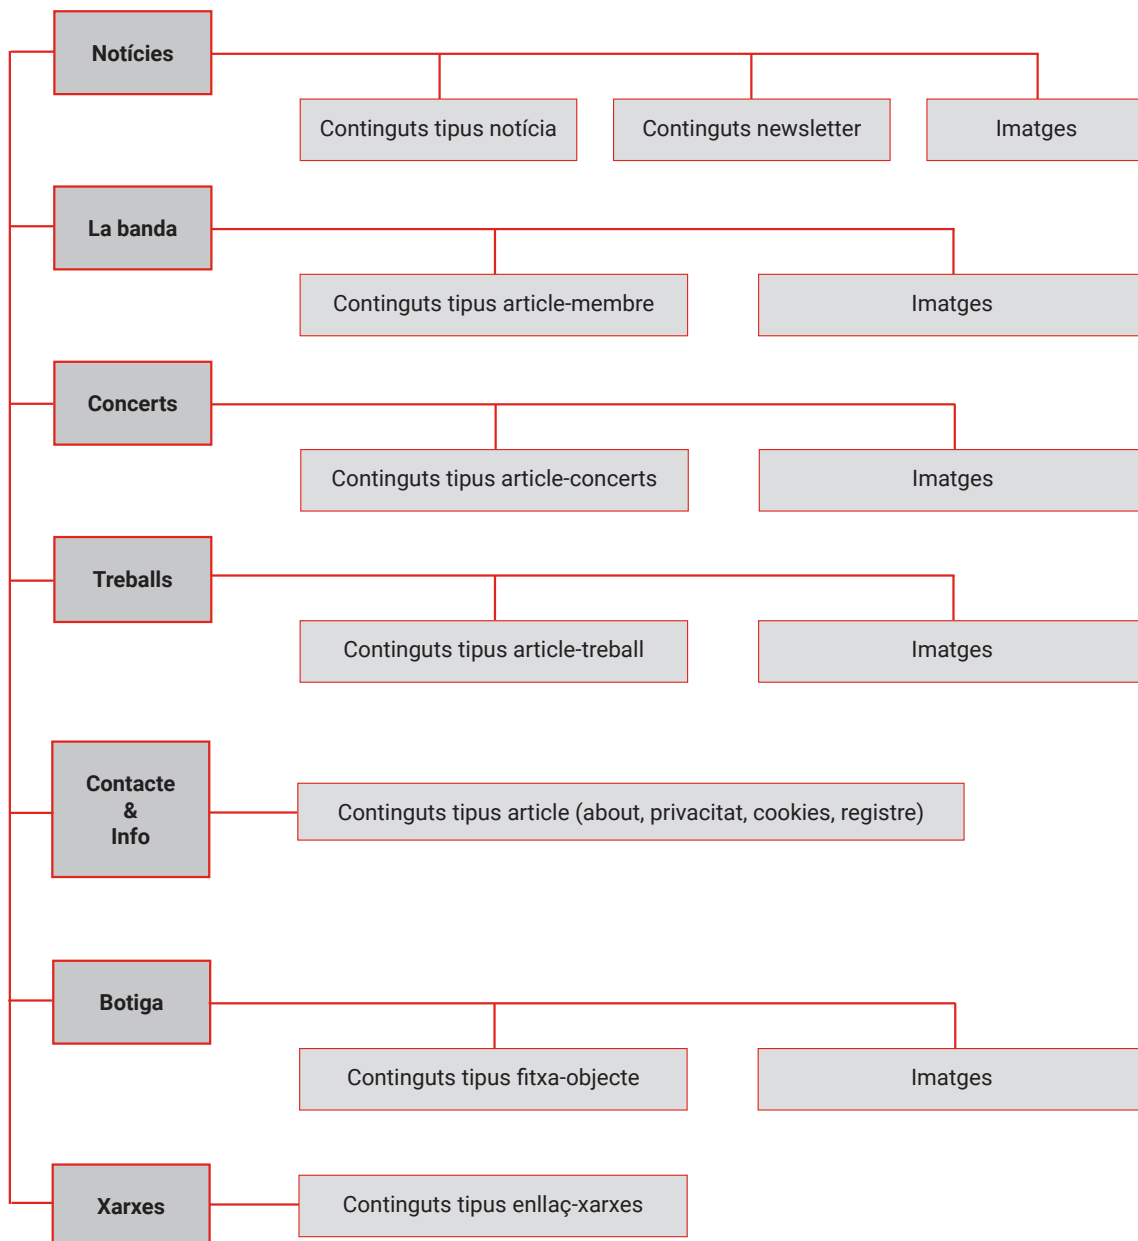 Notícies
Continguts tipus notícia
Continguts newsletter
Imatges
La banda
Continguts tipus article-membre
Imatges
Concerts
Continguts tipus article-concerts
Imatges
Treballs
Continguts tipus article-treball
Imatges
Contacte
&
Info
Continguts tipus article (about, privacitat, cookies, registre)
Botiga
Continguts tipus fitxa-objecte
Imatges
Xarxes
Continguts tipus enllaç-xarxes